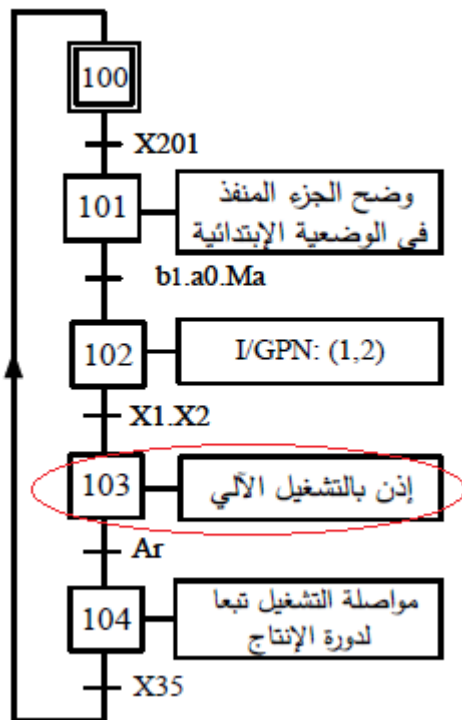 100
X201
101
وضح الجزء المنفذ
في الوضعية الإبتدائية
b1.a0.Ma
102
I/GPN: (1,2)
X1.X2
103
إذن بالتشغيل الآلي
Ar
104
مواصلة التشغيل تبعا
لدورة الإنتاج
X35